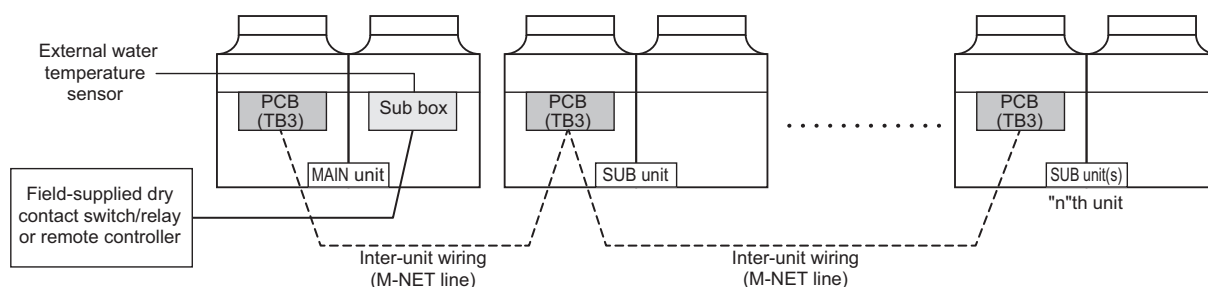 External water
temperature
sensor
PCB
(TB3)
Sub box
MAIN unit
Field-supplied dry
contact switch/relay
or remote controller
PCB
(TB3)
SUB unit
PCB
(TB3)
SUB unit(s)
"n"th unit
Inter-unit wiring
(M-NET line)
Inter-unit wiring
(M-NET line)